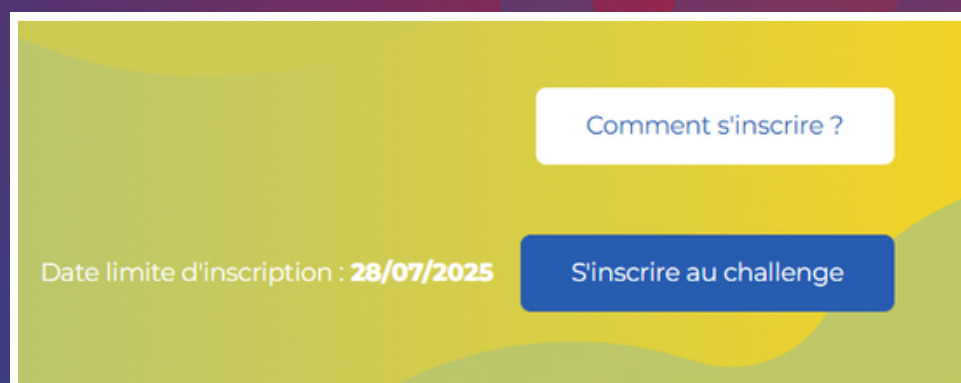 Comment s'inscrire ?
Date limite d'inscription : 28/07/2025
S'inscrire au challenge